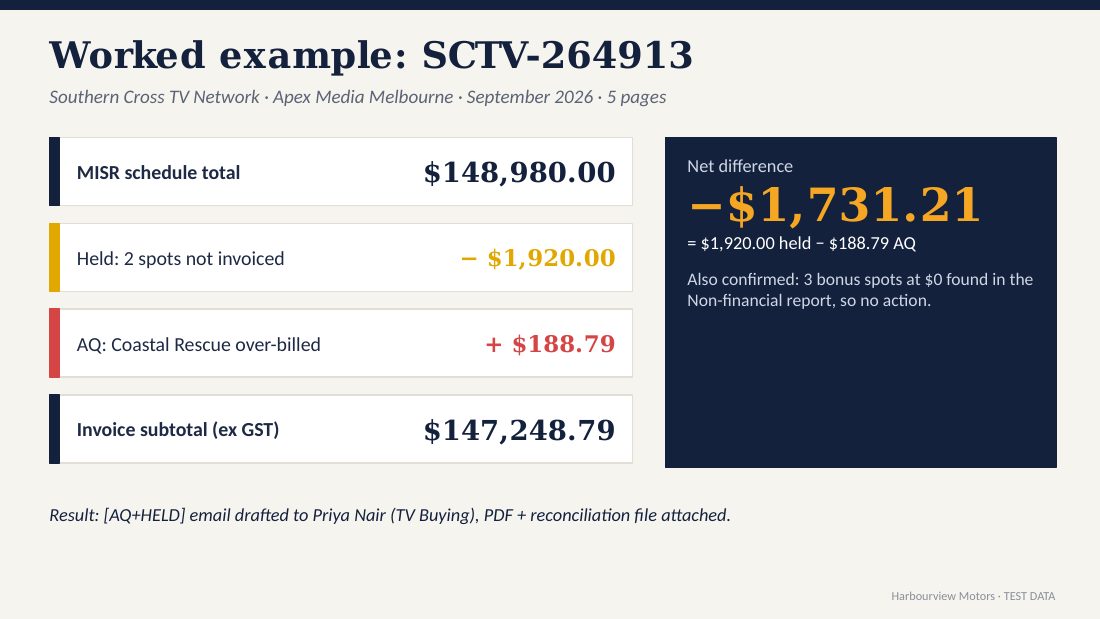 Worked example: SCTV-264913
Southern Cross TV Network · Apex Media Melbourne · September 2026 · 5 pages
MISR schedule total $148,980.00
Held: 2 spots not invoiced − $1,920.00
AQ: Coastal Rescue over-billed + $188.79
Invoice subtotal (ex GST) $147,248.79
Net difference
−$1,731.21
= $1,920.00 held − $188.79 AQ
Also confirmed: 3 bonus spots at $0 found in the
Non-financial report, so no action.
Result: [AQ+HELD] email drafted to Priya Nair (TV Buying), PDF + reconciliation file attached.
Harbourview Motors · TEST DATA